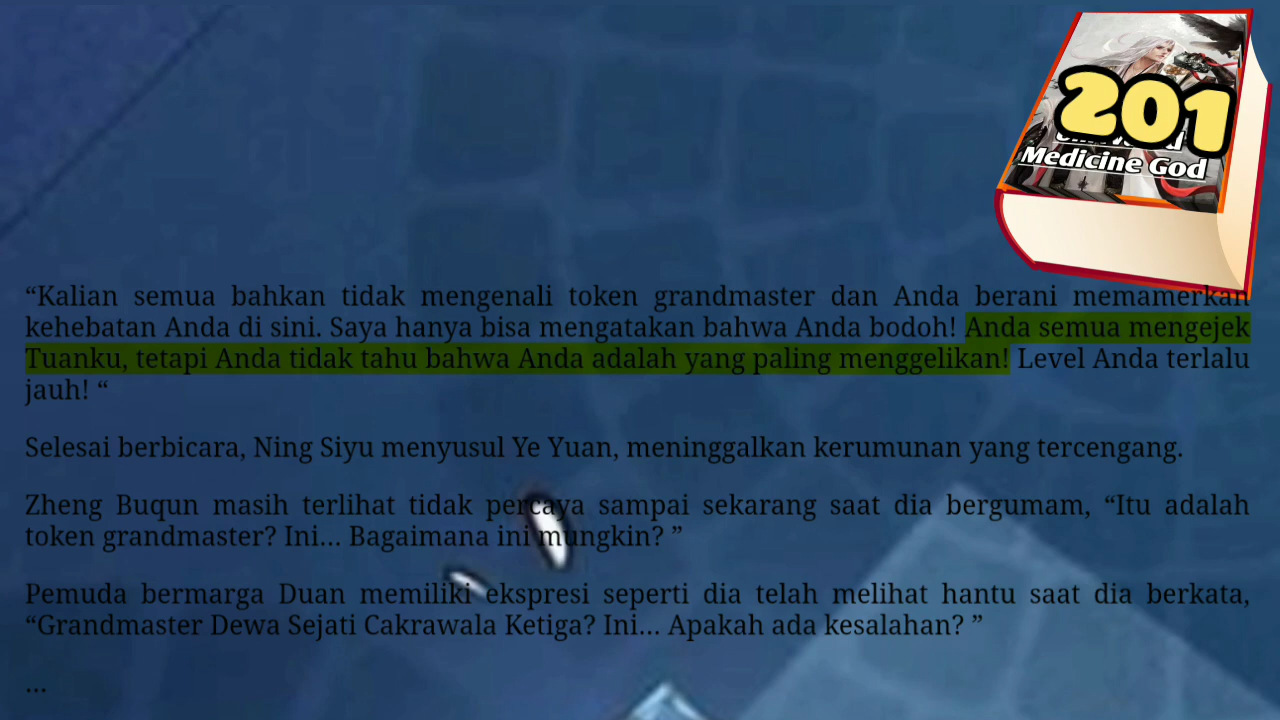 201
Medicine God
“Kalian semua bahkan tidak mengenali token grandmaster dan Anda berani memamerkan
kehebatan Anda di sini. Saya hanya bisa mengatakan bahwa Anda bodoh! Anda semua mengejek
Tuanku, tetapi Anda tidak tahu bahwa Anda adalah yang paling menggelikan! Level Anda terlalu
jauh! “
Selesai berbicara, Ning Siyu menyusul Ye Yuan, meninggalkan kerumunan yang tercengang.
Zheng Buqun masih terlihat tidak percaya sampai sekarang saat dia bergumam, “Itu adalah
token grandmaster? Ini… Bagaimana ini mungkin? ”
Pemuda bermarga Duan memiliki ekspresi seperti dia telah melihat hantu saat dia berkata,
“Grandmaster Dewa Sejati Cakrawala Ketiga? Ini… Apakah ada kesalahan? ”
…